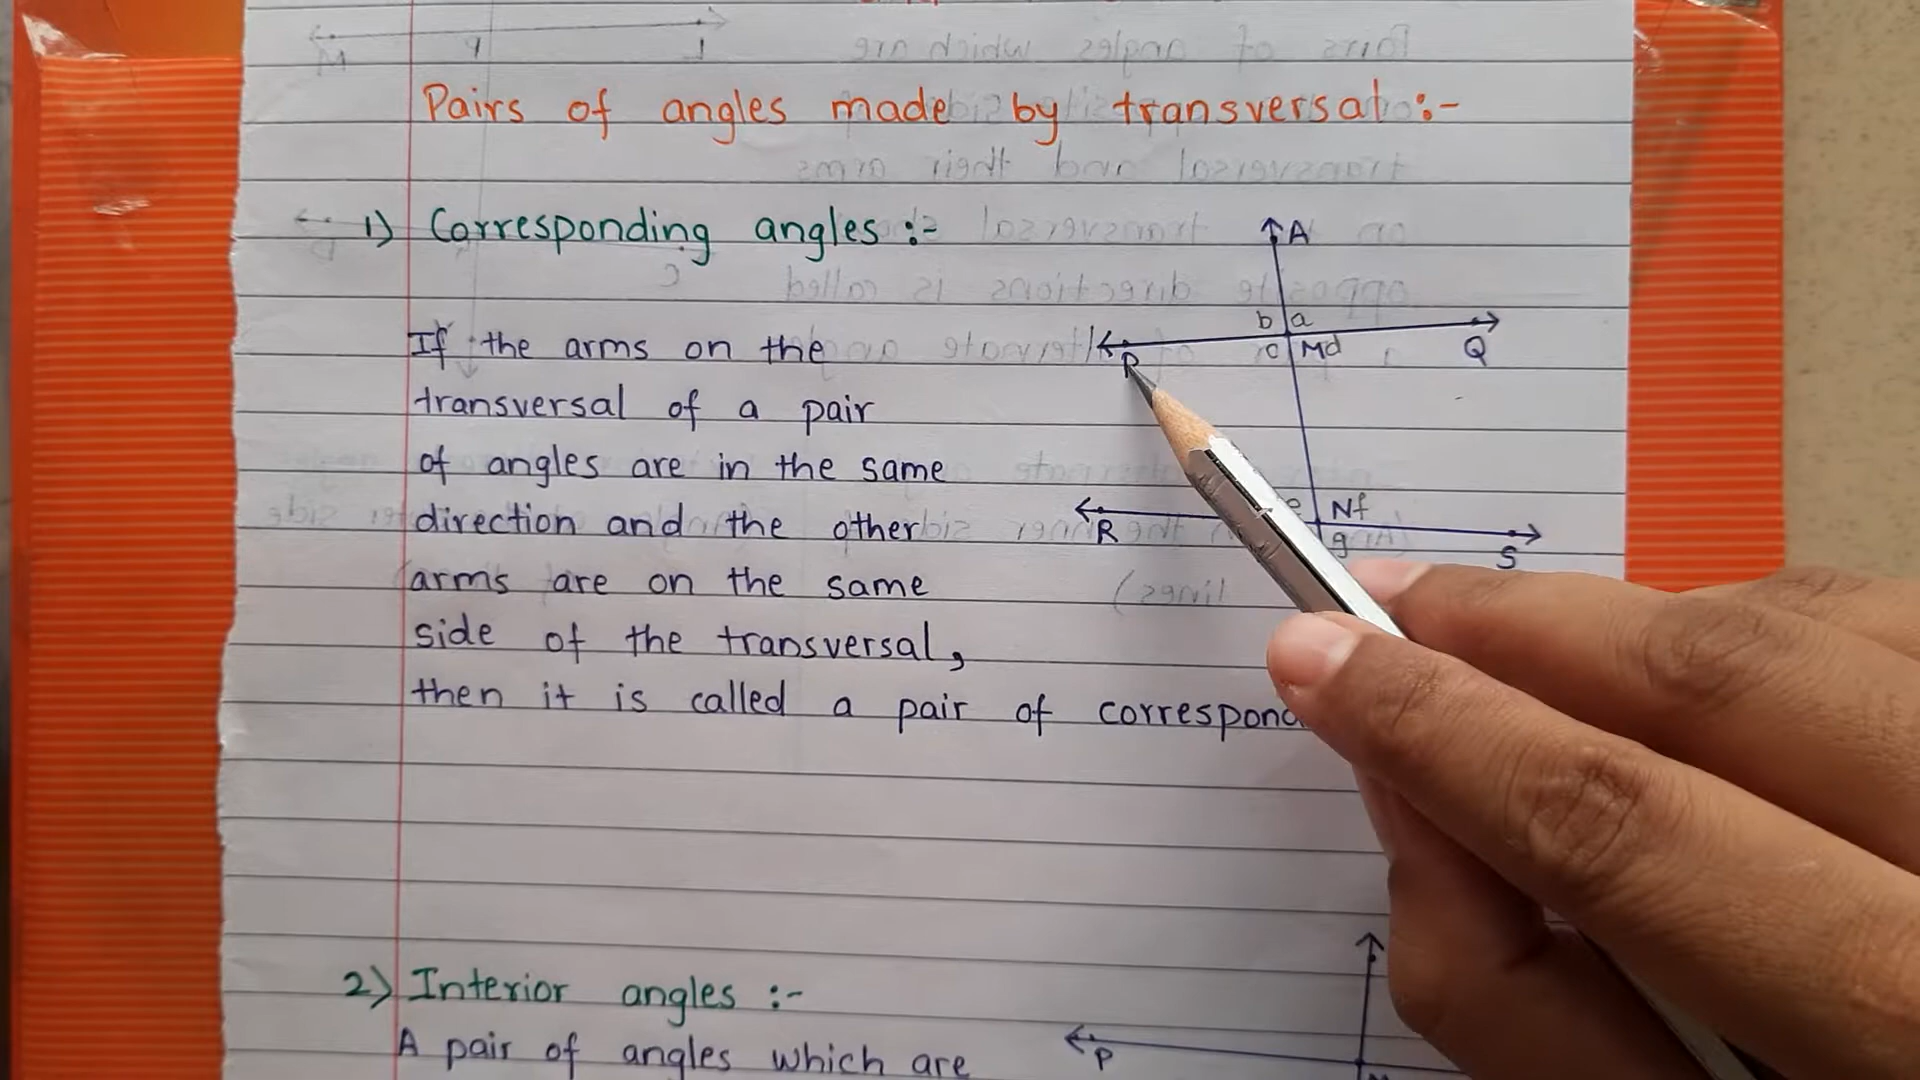 Pairs of angles made by transversal :-
1) Corresponding angles :-
A
b a
If the arms on the
P
c Md
Q
transversal of a pair
of angles are in the same
e Nf
direction and the other
R
g
S
arms are on the same
side of the transversal,
then it is called a pair of
2) Interior angles :-
A pair of angles which are
P